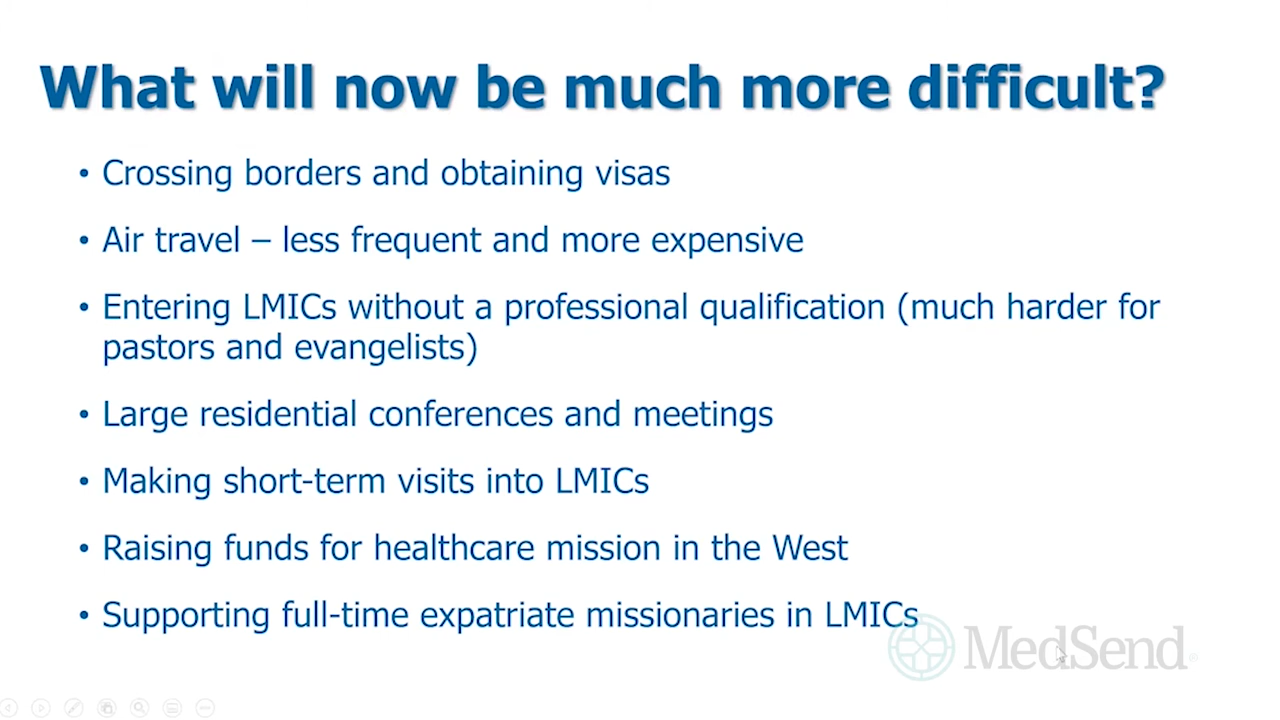 What will now be much more difficult?
• Crossing borders and obtaining visas
• Air travel – less frequent and more expensive
• Entering LMICs without a professional qualification (much harder for
pastors and evangelists)
• Large residential conferences and meetings
• Making short-term visits into LMICs
• Raising funds for healthcare mission in the West
• Supporting full-time expatriate missionaries in LMICs
MedSend®